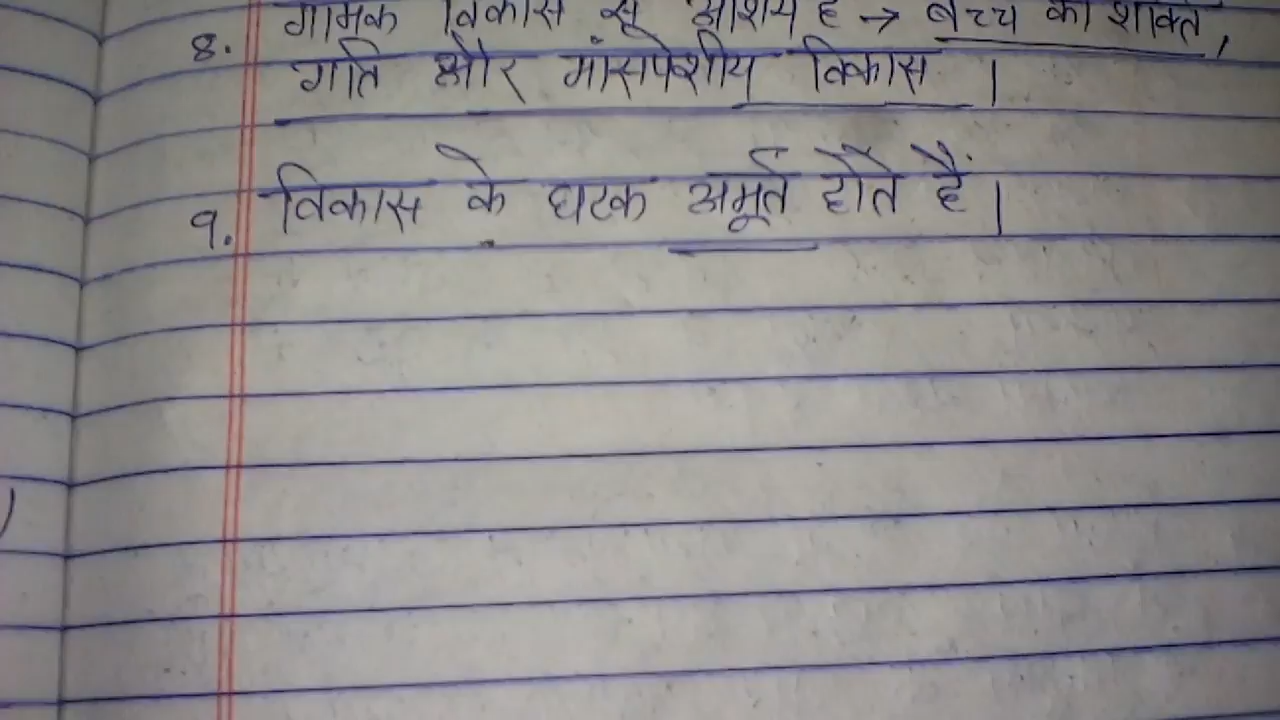 8. गामक विकास से आशय है → बच्चे की शक्ति,
गति और मांसपेशीय विकास ।
9. विकास के घटक अमूर्त होते हैं ।